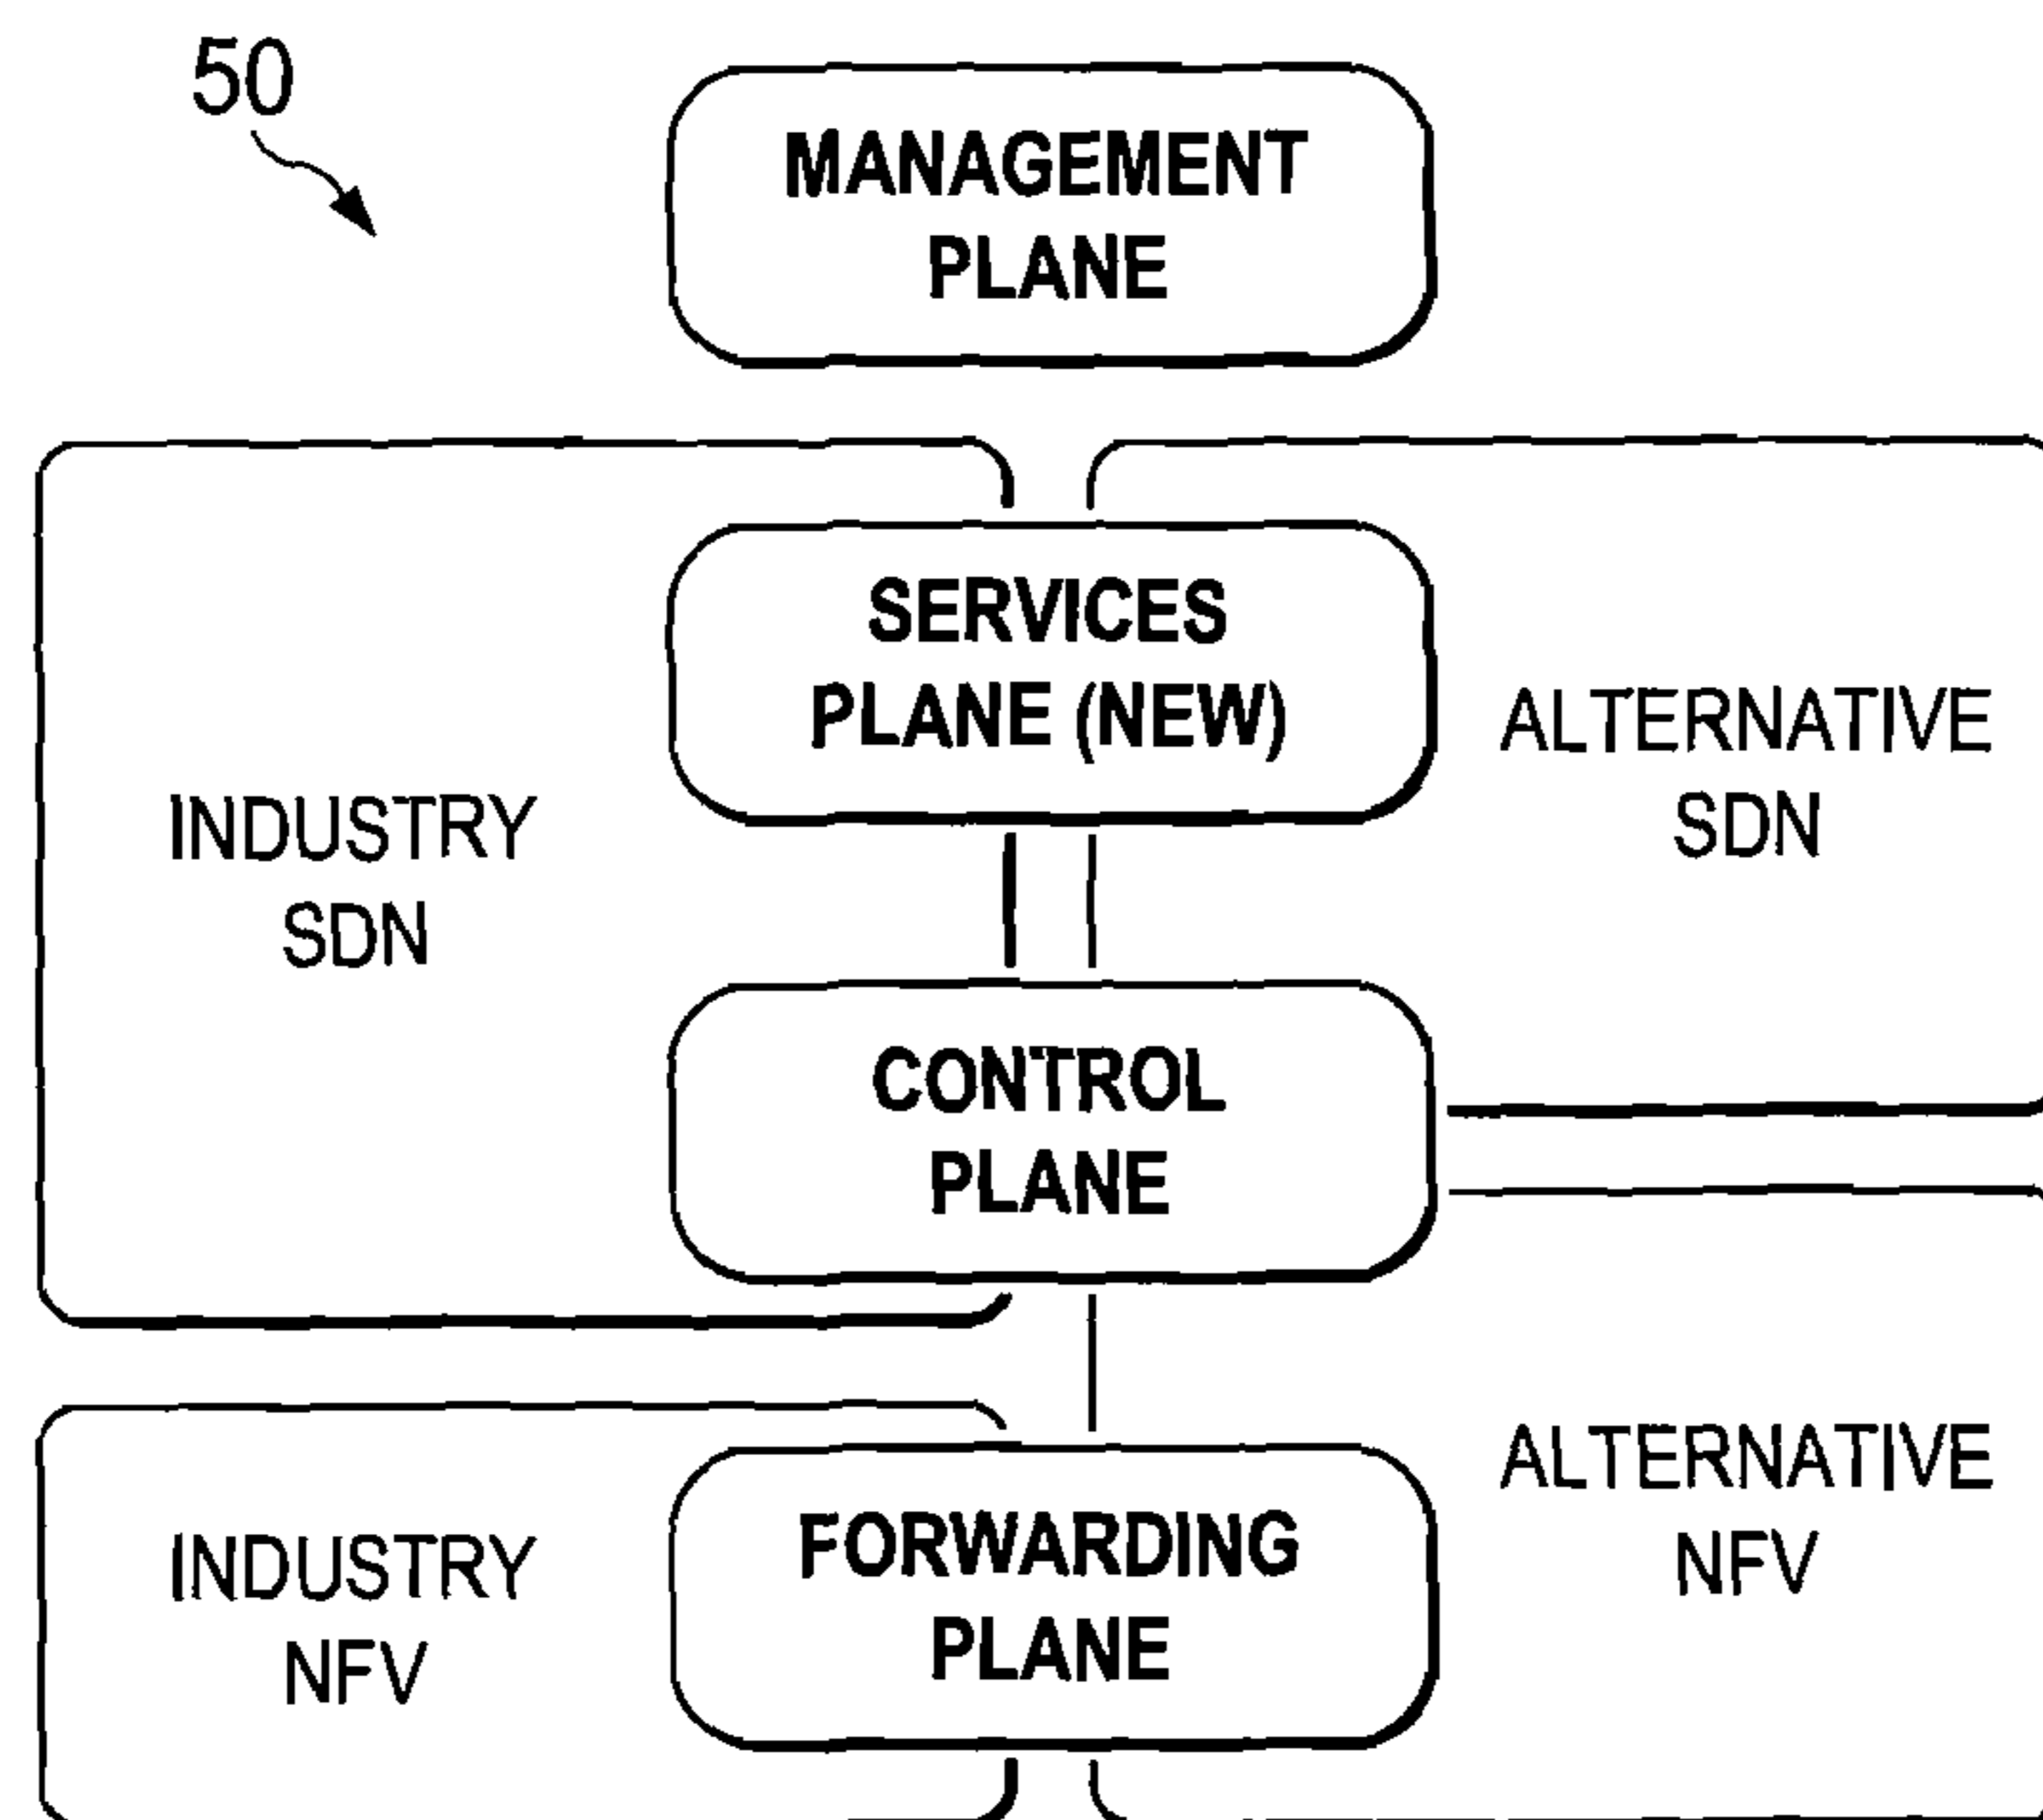 50
MANAGEMENT
PLANE
SERVICES
PLANE (NEW)
INDUSTRY
SDN
ALTERNATIVE
SDN
CONTROL
PLANE
FORWARDING
PLANE
INDUSTRY
NFV
ALTERNATIVE
NFV